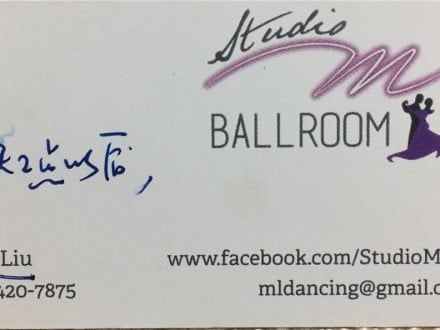 Studio
M
BALLROOM
Liu
www.facebook.com/StudioM
420-7875
mldancing@gmail.c